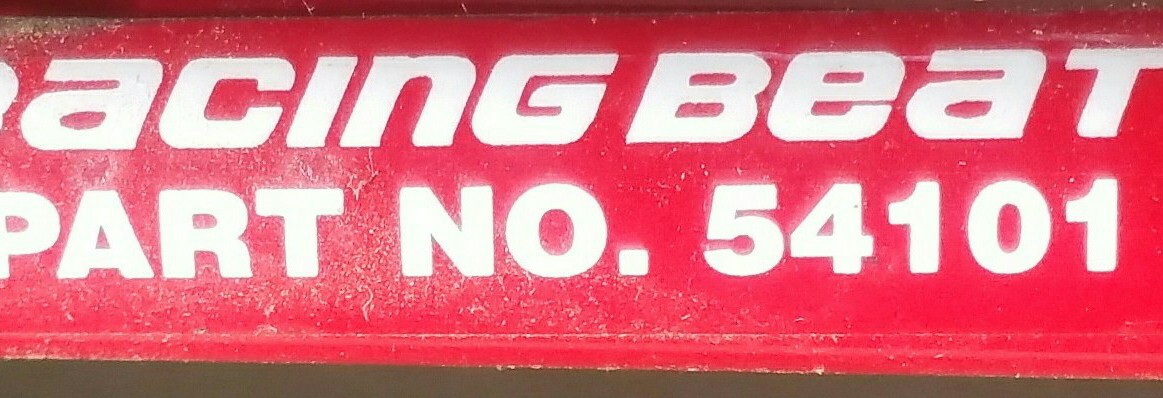 Racing Beat
PART NO. 54101